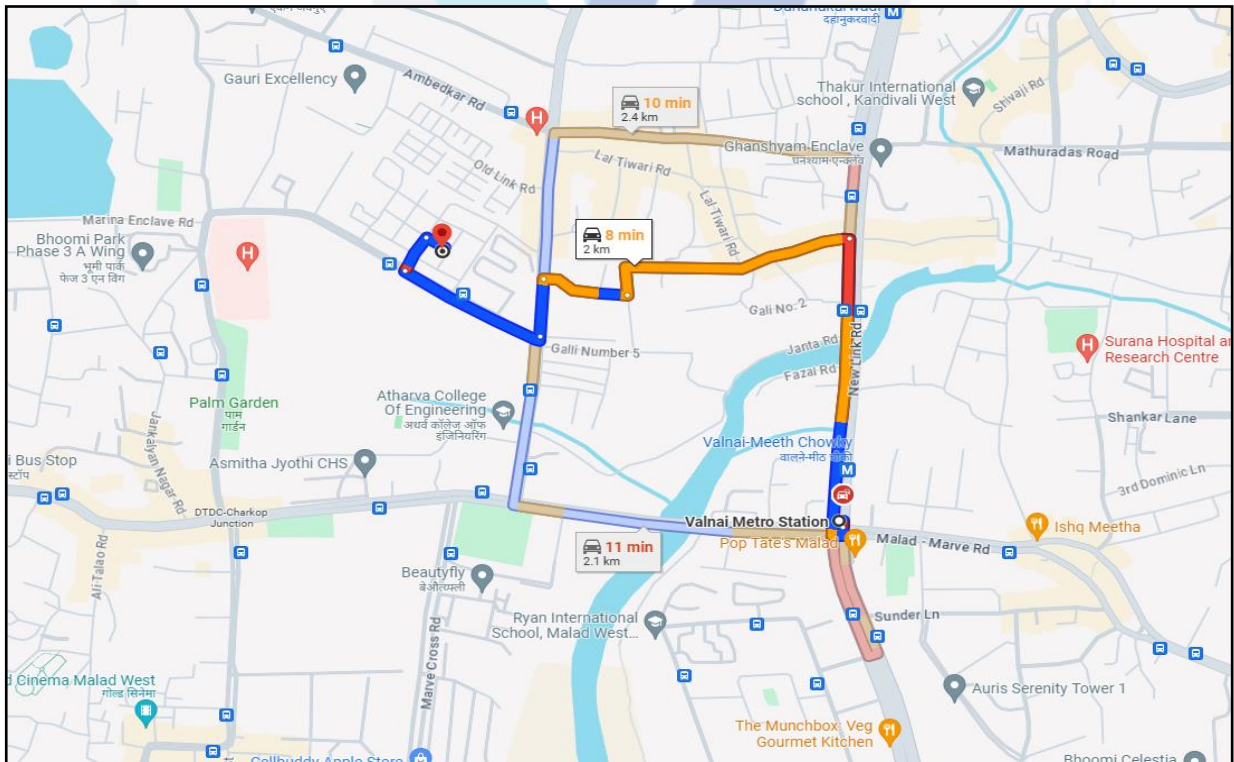 दहानुकरवाडी
Gauri Excellency
Ambedkar Rd
10 min
2.4 km
Thakur International
school , Kandivali West
Shivaji Rd
Ghanshyam Enclave
घनश्याम-एन्क्लेव
Mathuradas Road
Lal Tiwari Rd
Old Link Rd
Lal Tiwari Rd
Marina Enclave Rd
Bhoomi Park
Phase 3 A Wing
भूमी पार्क
फेज 3 एन विंग
8 min
2 km
Gali No. 2
Janta Rd
Fazal Rd
New Link Rd
Galli Number 5
Surana Hospital an
Research Centre
Palm Garden
पाम
गार्डन
Atharva College
Of Engineering
अथर्व कॉलेज ऑफ
इंजिनियरिंग
Shankar Lane
Jankalyan Nagar Rd
Valnai-Meeth Chowky
वालने-मीठ चौकी
i Bus Stop
स्टॉप
Asmitha Jyothi CHS
3rd Dominic Ln
DTDC-Charkop
Junction
Valnai Metro Station
Pop Tate's Malad
Malad - Marve Rd
Ishq Meetha
11 min
2.1 km
Ali Talao Rd
Beautyfly
Marve Cross Rd
Ryan International
School, Malad West...
Sunder Ln
d Cinema Malad West
गोल्ड सिनेमा
Auris Serenity Tower 1
The Munchbox: Veg
Gourmet Kitchen
Cellbuddy Apple Store
Bhoomi Celestia